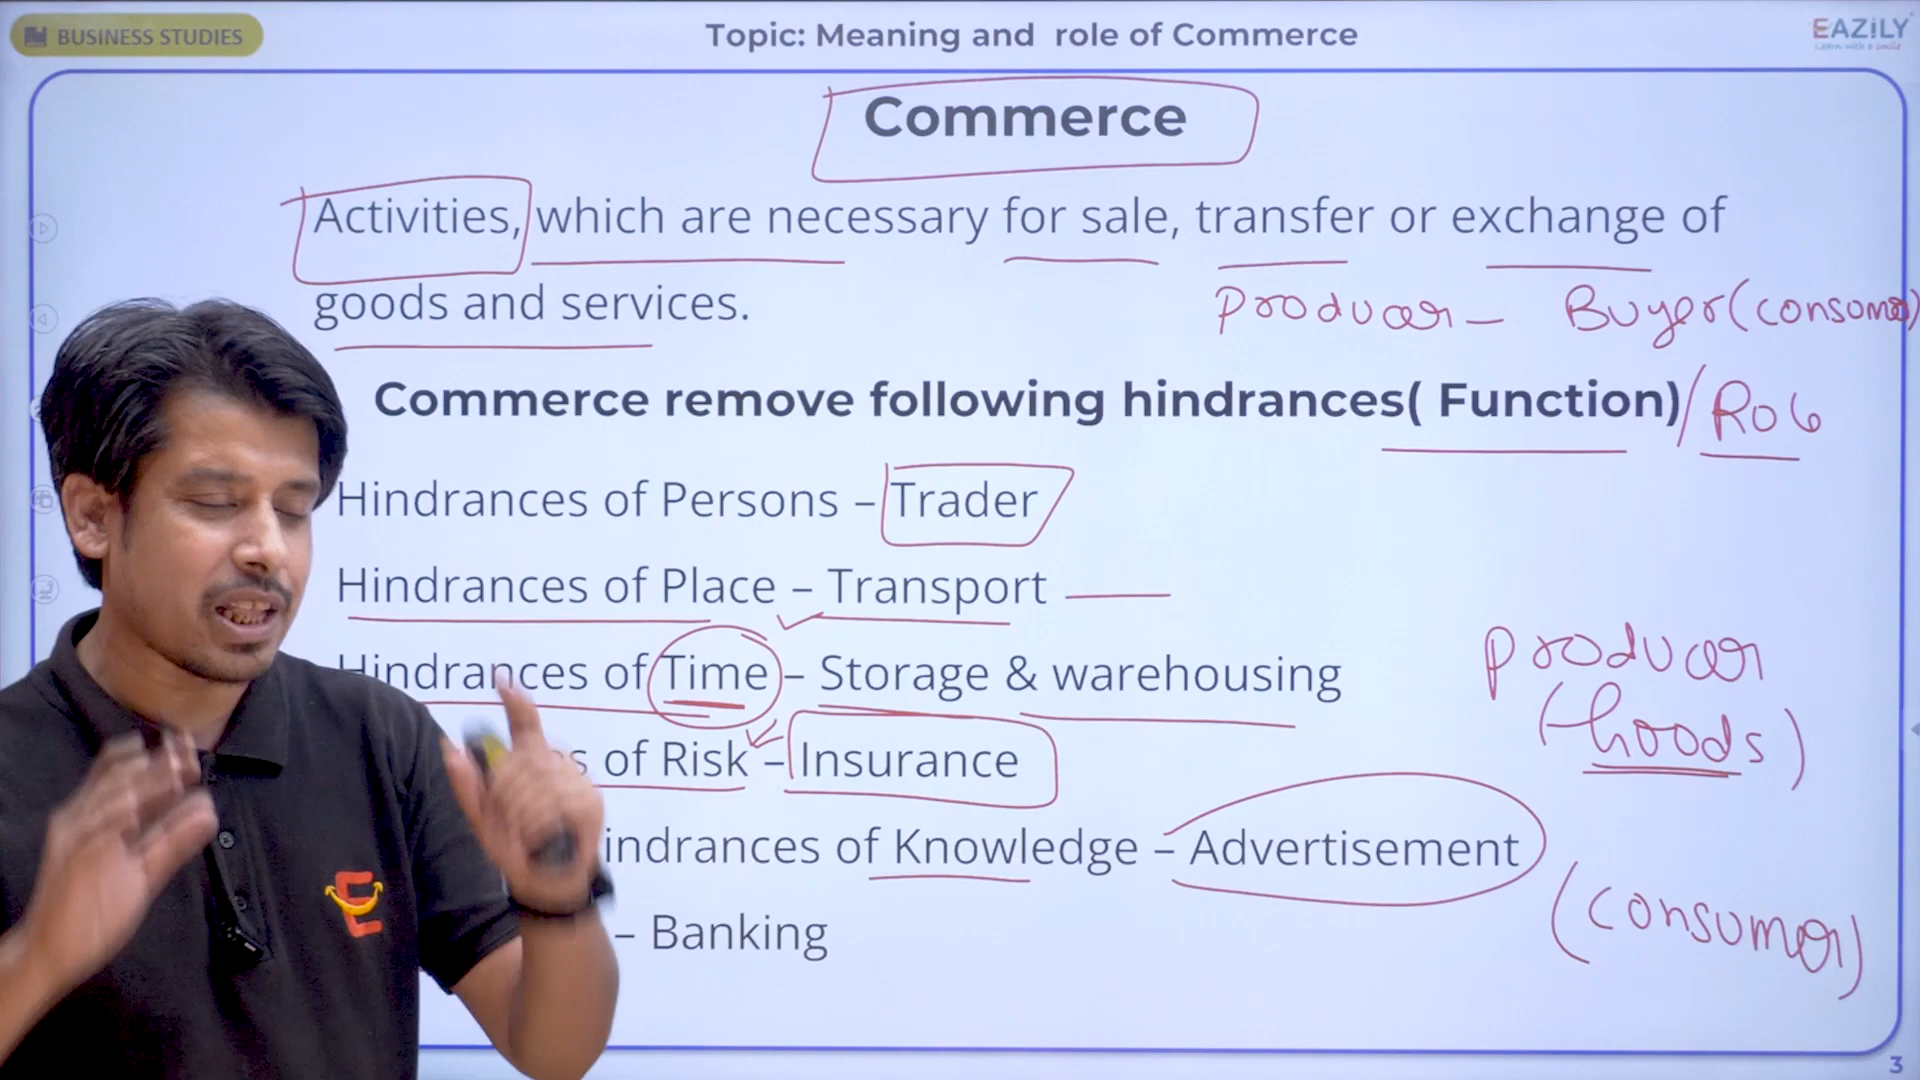 BUSINESS STUDIES
Topic: Meaning and role of Commerce
EAZiLY
Learn with a smile
Commerce
Activities, which are necessary for sale, transfer or exchange of
goods and services.
Producer – Buyer (consumer)
Commerce remove following hindrances( Function) / Role
Hindrances of Persons – Trader
Hindrances of Place – Transport
Hindrances of Time – Storage & warehousing
Producer
(Goods)
s of Risk – Insurance
indrances of Knowledge – Advertisement
(consumer)
– Banking
3